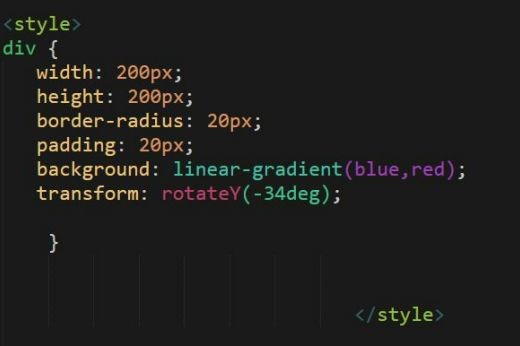 <style>
div {
width: 200px;
height: 200px;
border-radius: 20px;
padding: 20px;
background: linear-gradient(blue,red);
transform: rotateY(-34deg);
}
</style>